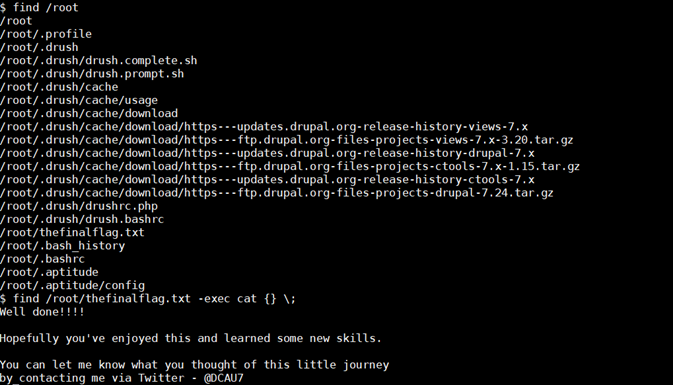 $ find /root
/root
/root/.profile
/root/.drush
/root/.drush/drush.complete.sh
/root/.drush/drush.prompt.sh
/root/.drush/cache
/root/.drush/cache/usage
/root/.drush/cache/download
/root/.drush/cache/download/https---updates.drupal.org-release-history-views-7.x
/root/.drush/cache/download/https---ftp.drupal.org-files-projects-views-7.x-3.20.tar.gz
/root/.drush/cache/download/https---updates.drupal.org-release-history-drupal-7.x
/root/.drush/cache/download/https---ftp.drupal.org-files-projects-ctools-7.x-1.15.tar.gz
/root/.drush/cache/download/https---updates.drupal.org-release-history-ctools-7.x
/root/.drush/cache/download/https---ftp.drupal.org-files-projects-drupal-7.24.tar.gz
/root/.drush/drushrc.php
/root/.drush/drush.bashrc
/root/thefinalflag.txt
/root/.bash_history
/root/.bashrc
/root/.aptitude
/root/.aptitude/config
$ find /root/thefinalflag.txt -exec cat {} \;
Well done!!!!
Hopefully you've enjoyed this and learned some new skills.
You can let me know what you thought of this little journey
by contacting me via Twitter - @DCAU7